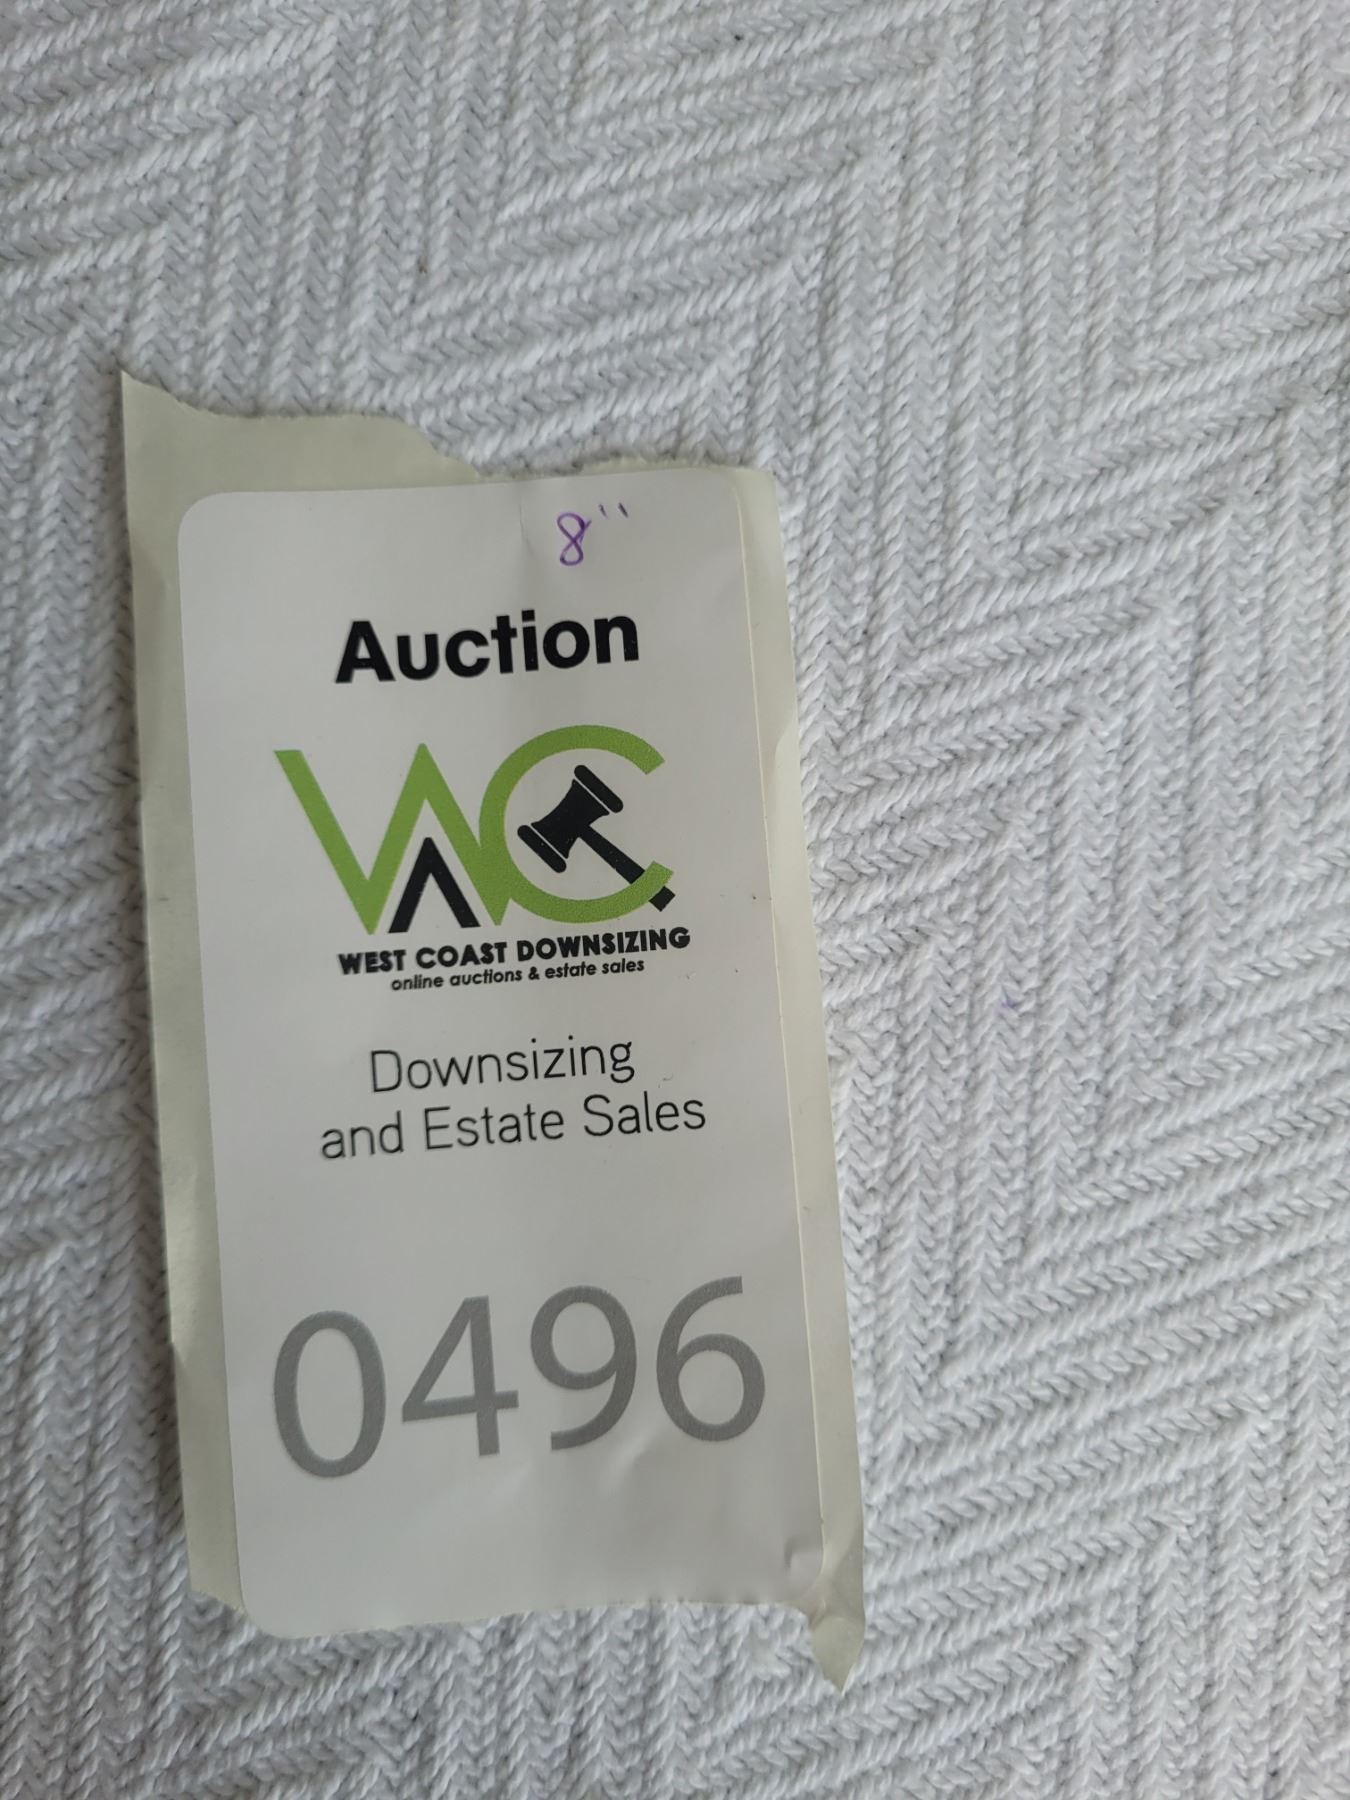 8''
Auction
WC
WEST COAST DOWNSIZING
online auctions & estate sales
Downsizing
and Estate Sales
0496